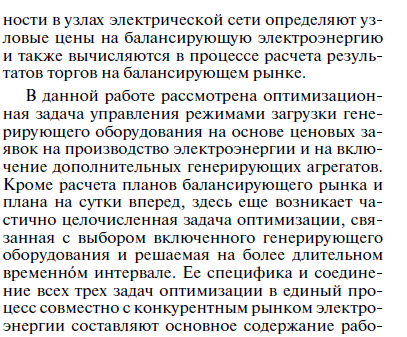 ности в узлах электрической сети определяют уз-
ловые цены на балансирующую электроэнергию
и также вычисляются в процессе расчета резуль-
татов торгов на балансирующем рынке.
В данной работе рассмотрена оптимизацион-
ная задача управления режимами загрузки гене-
рирующего оборудования на основе ценовых за-
явок на производство электроэнергии и на вклю-
чение дополнительных генерирующих агрегатов.
Кроме расчета планов балансирующего рынка и
плана на сутки вперед, здесь еще возникает ча-
стично целочисленная задача оптимизации, свя-
занная с выбором включенного генерирующего
оборудования и решаемая на более длительном
временно́м интервале. Ее специфика и соедине-
ние всех трех задач оптимизации в единый про-
цесс совместно с конкурентным рынком электро-
энергии составляют основное содержание рабо-